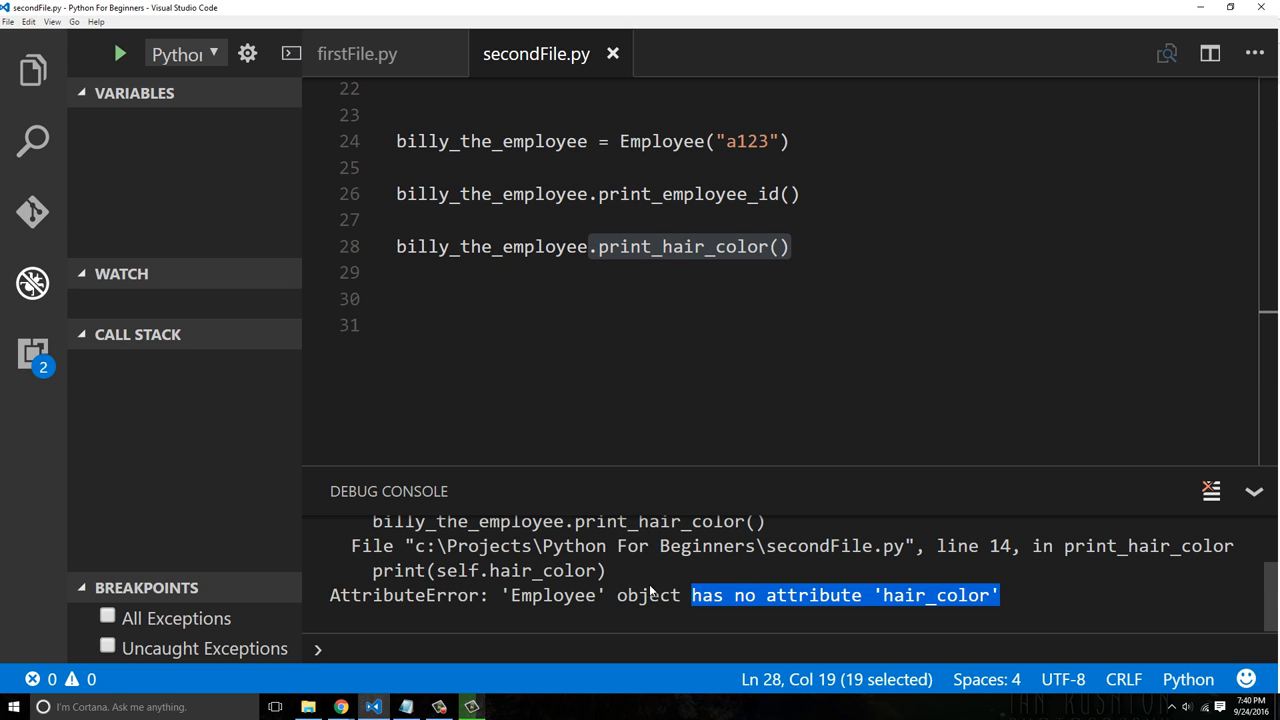 secondFile.py - Python For Beginners - Visual Studio Code
File Edit View Go Help
Python
firstFile.py
secondFile.py
VARIABLES
WATCH
CALL STACK
BREAKPOINTS
All Exceptions
Uncaught Exceptions
2
22
23
24 billy_the_employee = Employee("a123")
25
26 billy_the_employee.print_employee_id()
27
28 billy_the_employee.print_hair_color()
29
30
31
DEBUG CONSOLE
billy_the_employee.print_hair_color()
File "c:\Projects\Python For Beginners\secondFile.py", line 14, in print_hair_color
print(self.hair_color)
AttributeError: 'Employee' object has no attribute 'hair_color'
0 0
Ln 28, Col 19 (19 selected) Spaces: 4 UTF-8 CRLF Python
I'm Cortana. Ask me anything.
7:40 PM
9/24/2016